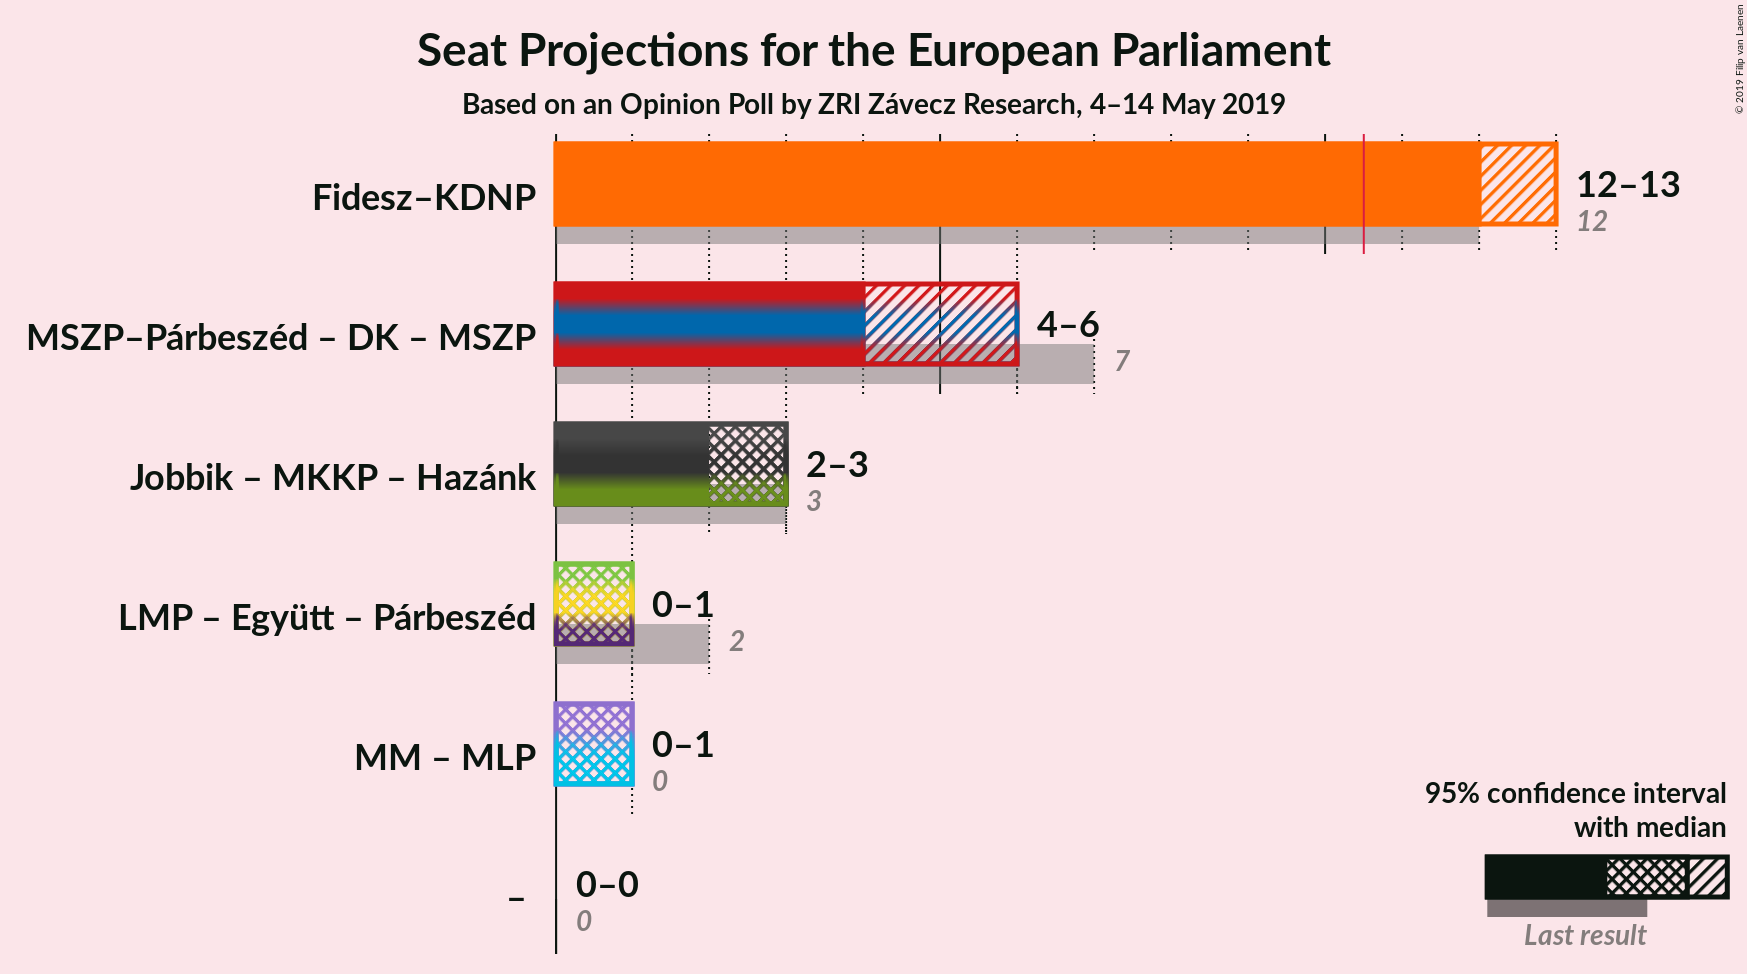 Seat Projections for the European Parliament
Based on an Opinion Poll by ZRI Závecz Research, 4–14 May 2019
© 2019 Filip van Laenen
Fidesz–KDNP
12–13
12
MSZP–Párbeszéd – DK – MSZP
4–6
7
Jobbik – MKKP – Hazánk
2–3
3
LMP – Együtt – Párbeszéd
0–1
2
MM – MLP
0–1
0
–
0–0
0
95% confidence interval
with median
Last result